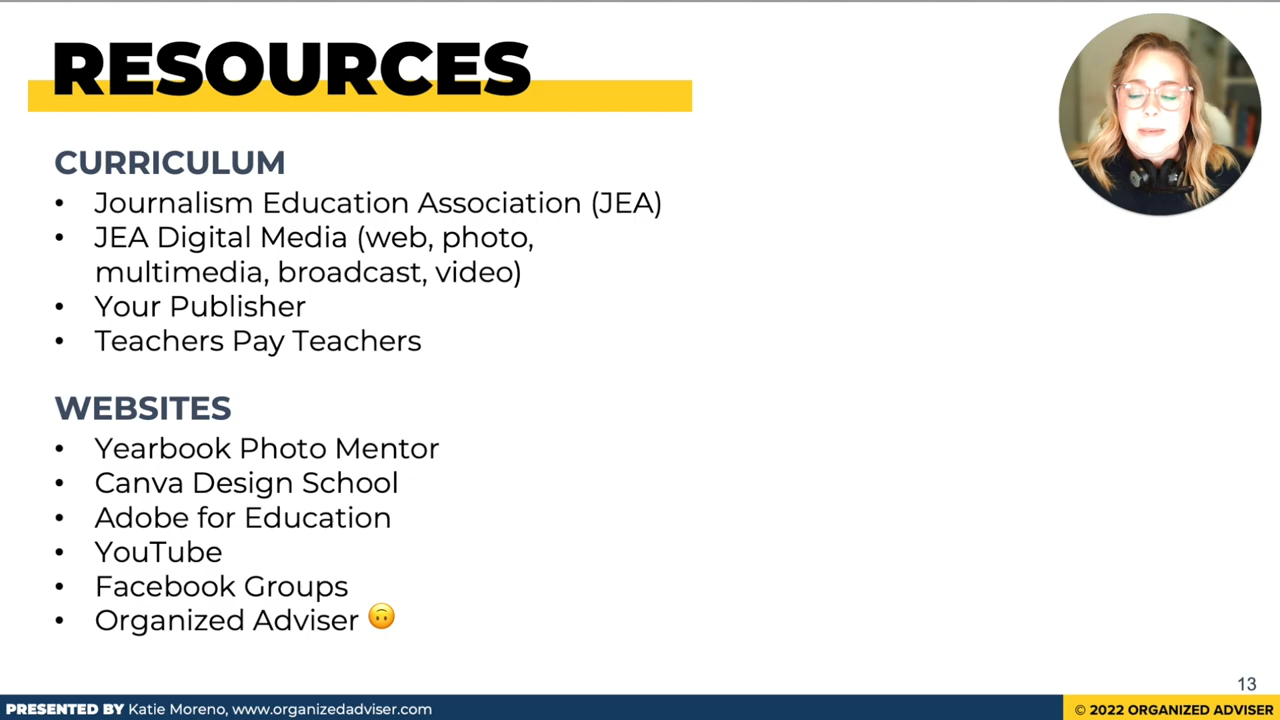 RESOURCES
CURRICULUM
• Journalism Education Association (JEA)
• JEA Digital Media (web, photo,
multimedia, broadcast, video)
• Your Publisher
• Teachers Pay Teachers
WEBSITES
• Yearbook Photo Mentor
• Canva Design School
• Adobe for Education
• YouTube
• Facebook Groups
• Organized Adviser 🙃
13
PRESENTED BY Katie Moreno, www.organizedadviser.com
© 2022 ORGANIZED ADVISER